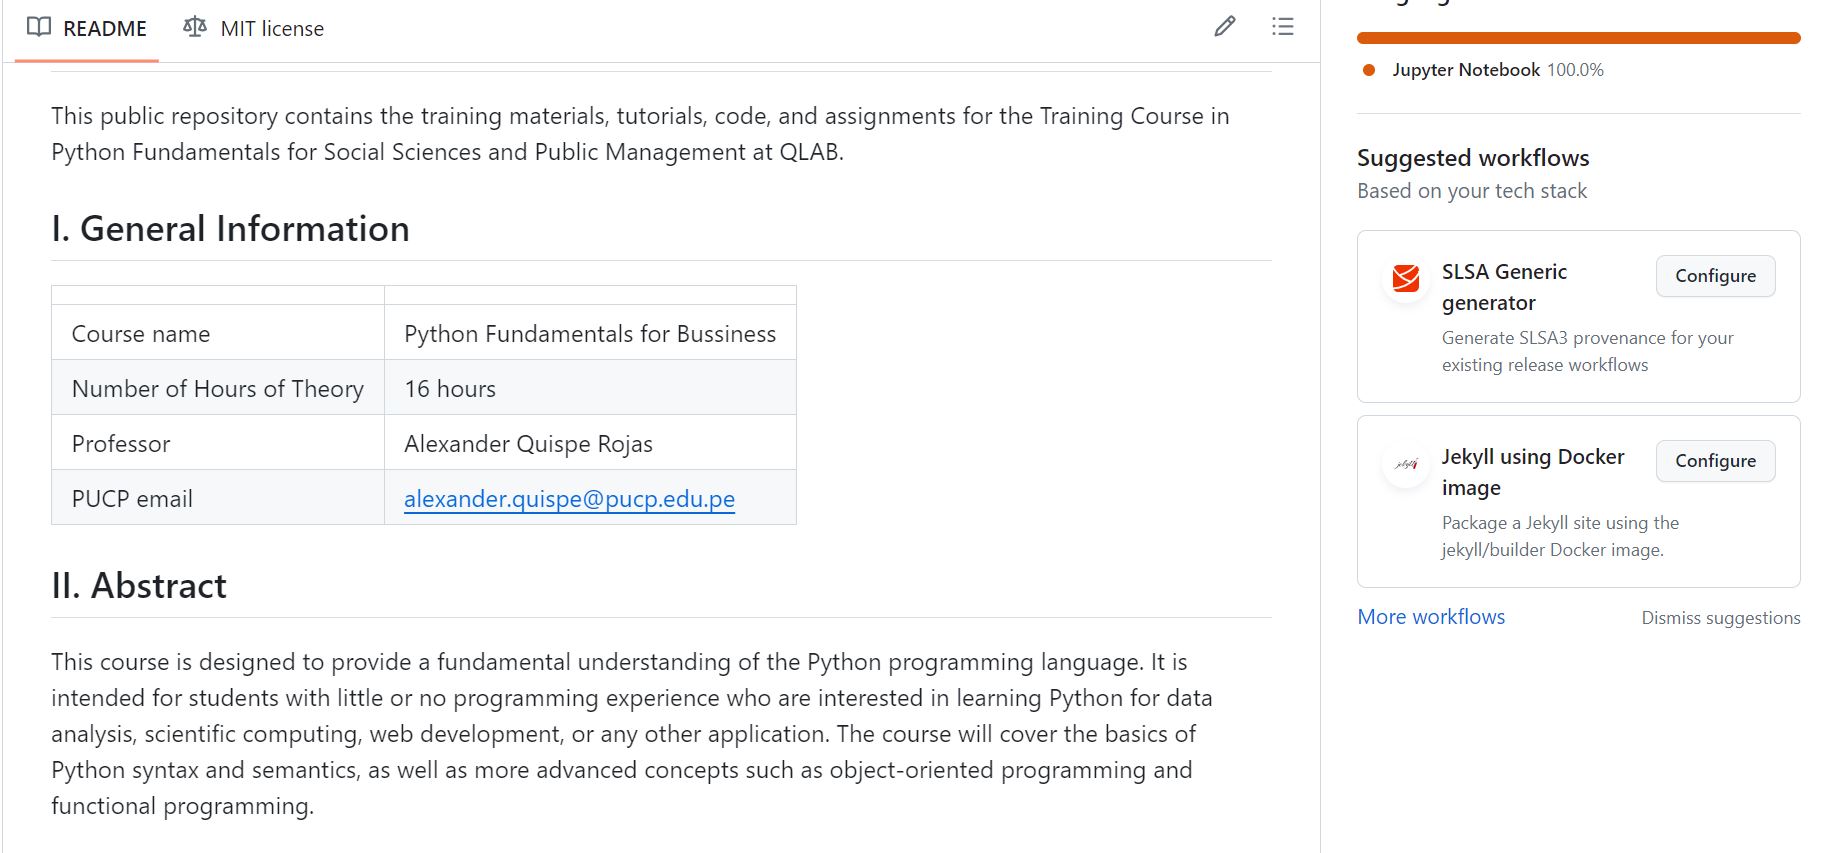 README
MIT license
This public repository contains the training materials, tutorials, code, and assignments for the Training Course in
Python Fundamentals for Social Sciences and Public Management at QLAB.
I. General Information
Course name
Python Fundamentals for Bussiness
Number of Hours of Theory
16 hours
Professor
Alexander Quispe Rojas
PUCP email
alexander.quispe@pucp.edu.pe
II. Abstract
This course is designed to provide a fundamental understanding of the Python programming language. It is
intended for students with little or no programming experience who are interested in learning Python for data
analysis, scientific computing, web development, or any other application. The course will cover the basics of
Python syntax and semantics, as well as more advanced concepts such as object-oriented programming and
functional programming.
Jupyter Notebook 100.0%
Suggested workflows
Based on your tech stack
SLSA Generic
generator
Configure
Generate SLSA3 provenance for your
existing release workflows
jekyll
Jekyll using Docker
image
Configure
Package a Jekyll site using the
jekyll/builder Docker image.
More workflows
Dismiss suggestions